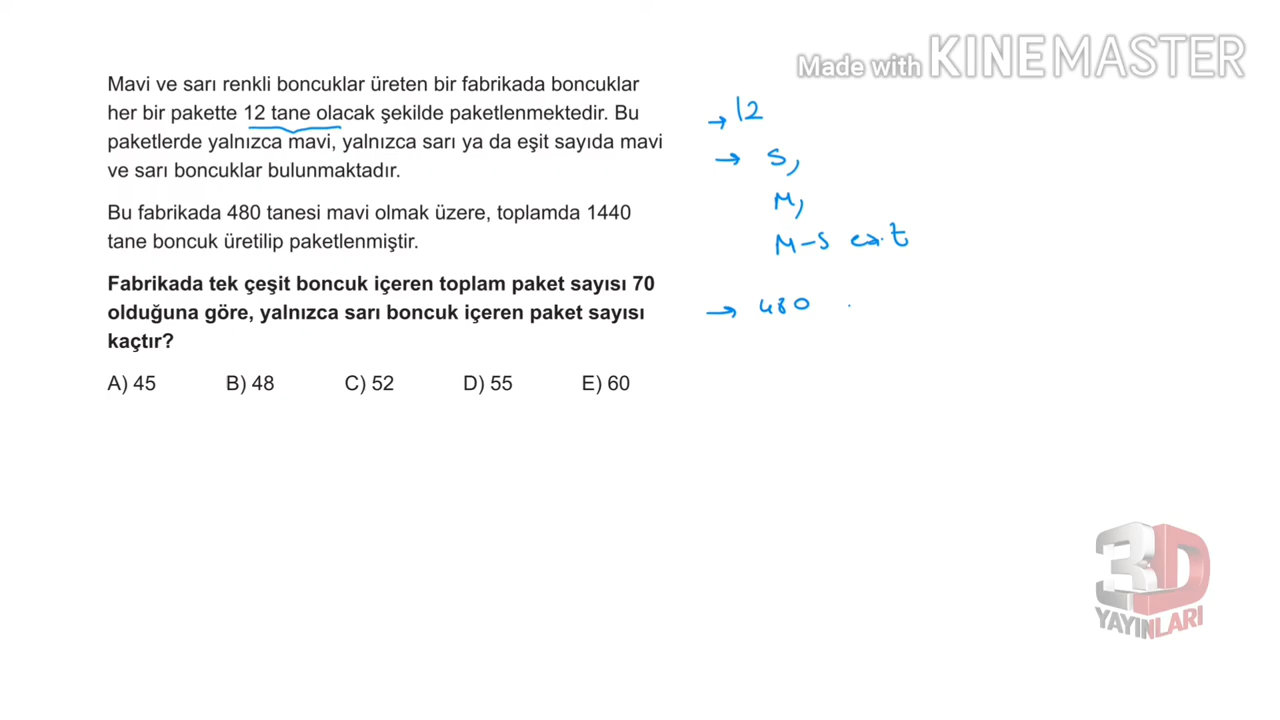 Made with KINEMASTER
Mavi ve sarı renkli boncuklar üreten bir fabrikada boncuklar
her bir pakette 12 tane olacak şekilde paketlenmektedir. Bu
paketlerde yalnızca mavi, yalnızca sarı ya da eşit sayıda mavi
ve sarı boncuklar bulunmaktadır.
Bu fabrikada 480 tanesi mavi olmak üzere, toplamda 1440
tane boncuk üretilip paketlenmiştir.
Fabrikada tek çeşit boncuk içeren toplam paket sayısı 70
olduğuna göre, yalnızca sarı boncuk içeren paket sayısı
kaçtır?
A) 45 B) 48 C) 52 D) 55 E) 60
→ 12
→ S,
M,
M-S
→ 480
3D
YAYINLARI